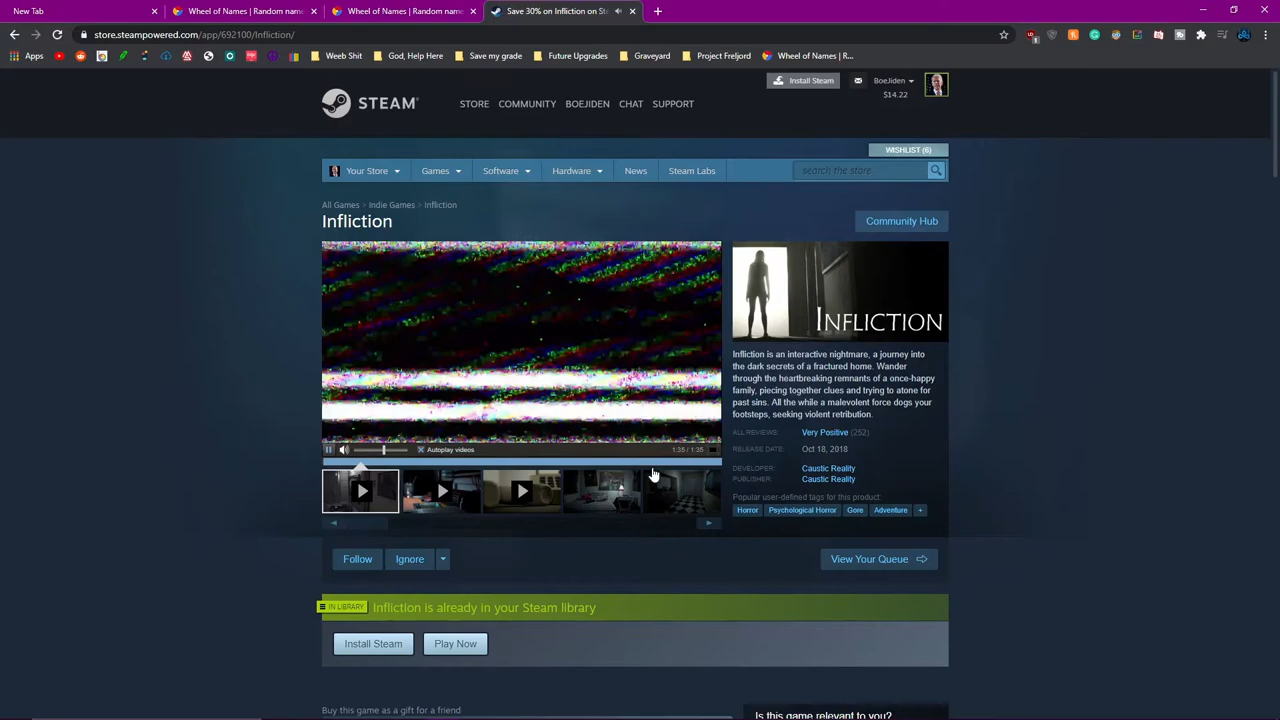 New Tab
Wheel of Names | Random name
Wheel of Names | Random name
Save 30% on Infliction on Ste
store.steampowered.com/app/692100/Infliction/
Apps
Weeb Shit
God, Help Here
Save my grade
Future Upgrades
Graveyard
Project Freljord
Wheel of Names | R...
STEAM
STORE
COMMUNITY
BOEJIDEN
CHAT
SUPPORT
Install Steam
BoeJiden
$14.22
WISHLIST (6)
Your Store
Games
Software
Hardware
News
Steam Labs
search the store
All Games > Indie Games > Infliction
Infliction
Community Hub
INFLICTION
Infliction is an interactive nightmare, a journey into
the dark secrets of a fractured home. Wander
through the heartbreaking remnants of a once-happy
family, piecing together clues and trying to atone for
past sins. All the while a malevolent force dogs your
footsteps, seeking violent retribution.
ALL REVIEWS: Very Positive (252)
RELEASE DATE: Oct 18, 2018
DEVELOPER: Caustic Reality
PUBLISHER: Caustic Reality
Popular user-defined tags for this product:
Horror Psychological Horror Gore Adventure +
Autoplay videos
1:35 / 1:35
Follow
Ignore
View Your Queue
IN LIBRARY
Infliction is already in your Steam library
Install Steam
Play Now
Buy this game as a gift for a friend
Is this game relevant to you?